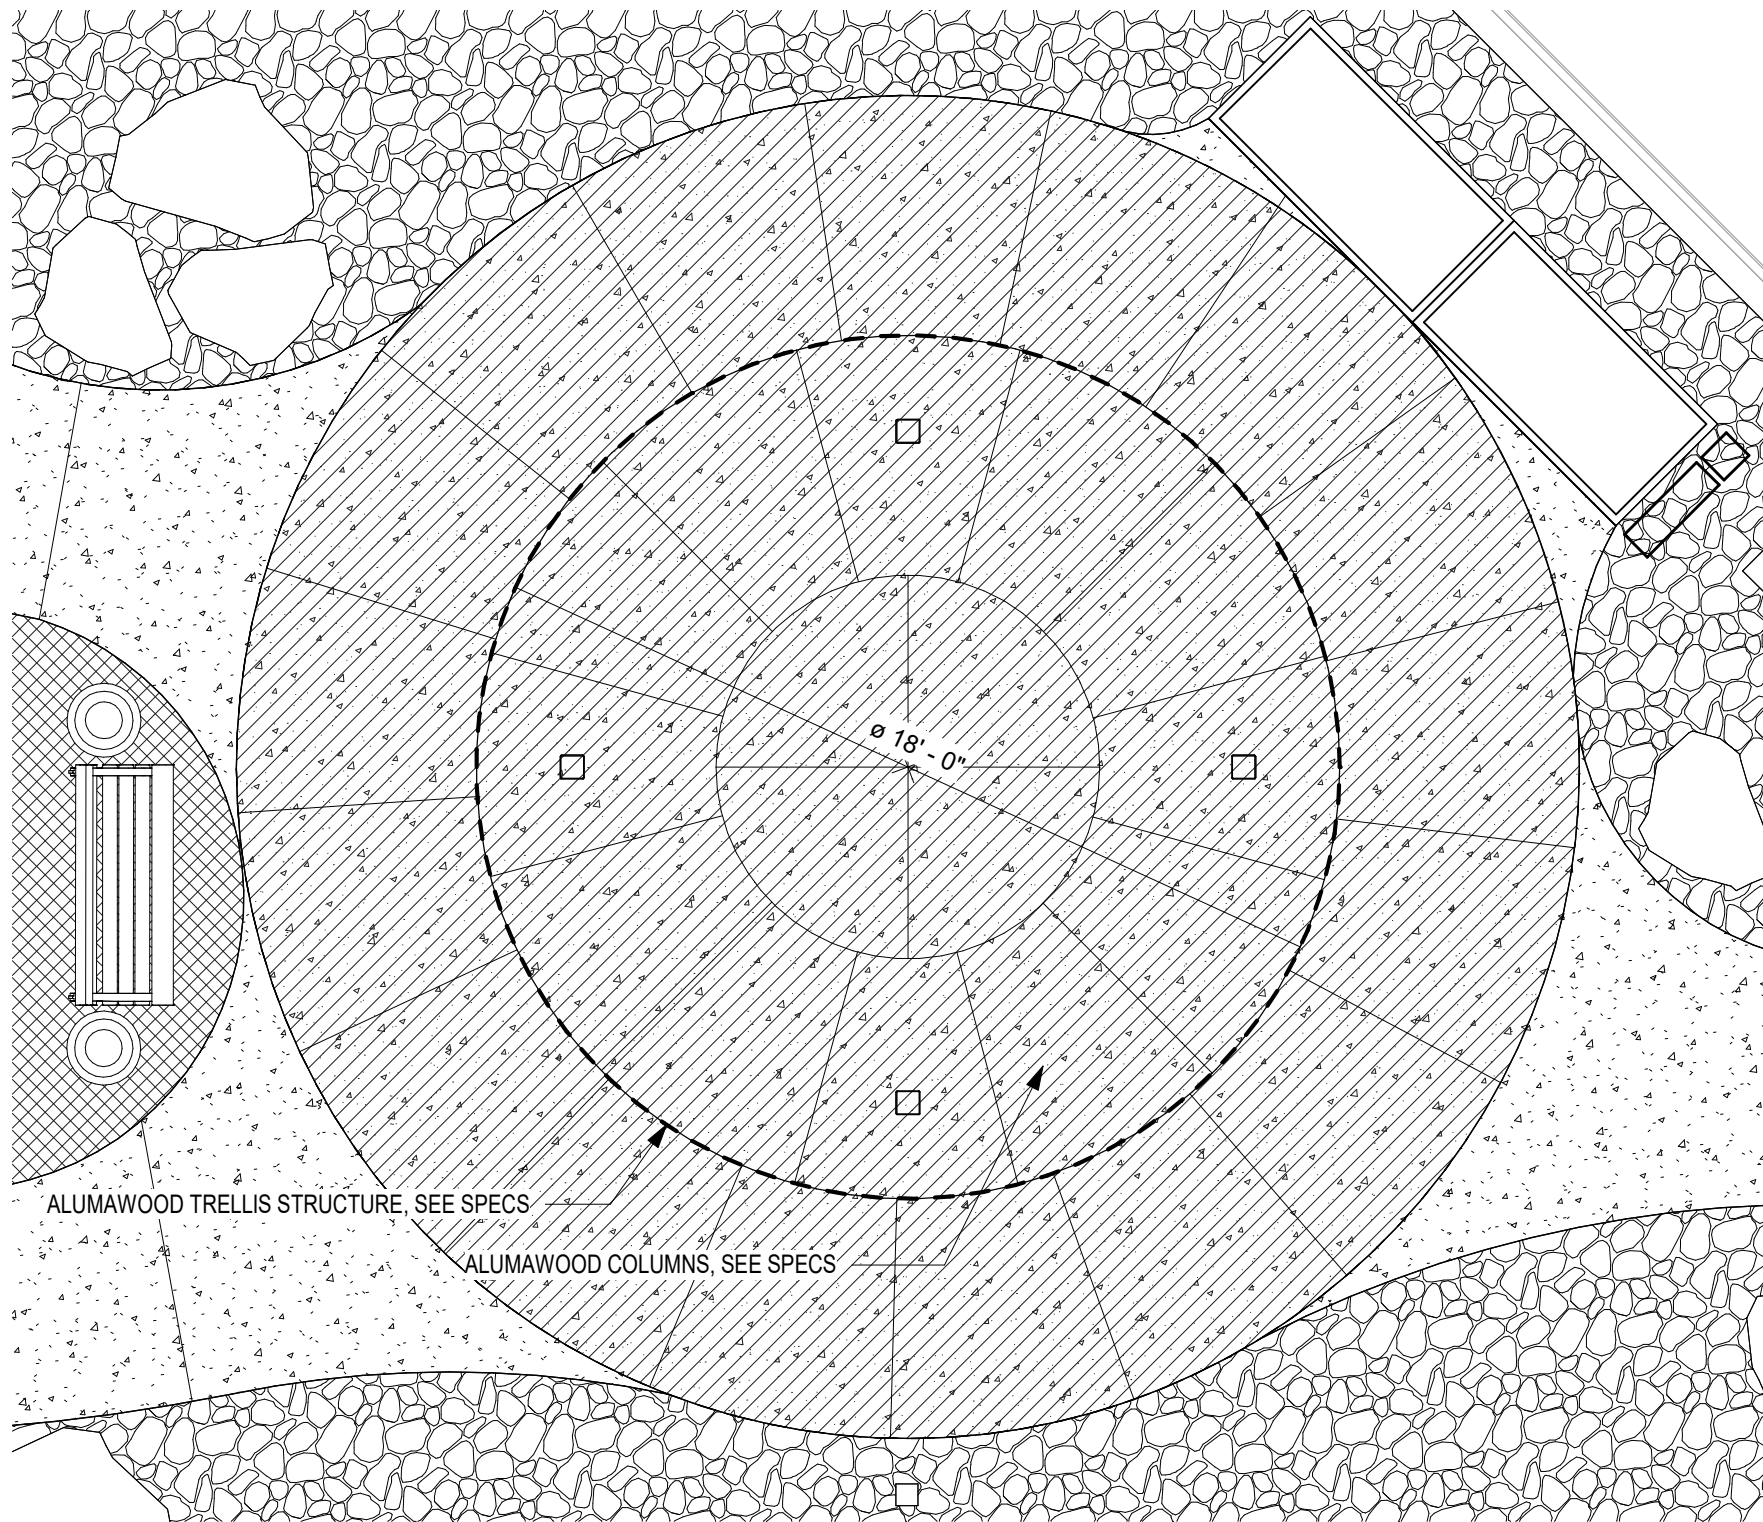 ø 18' - 0"
ALUMAWOOD TRELLIS STRUCTURE, SEE SPECS
ALUMAWOOD COLUMNS, SEE SPECS